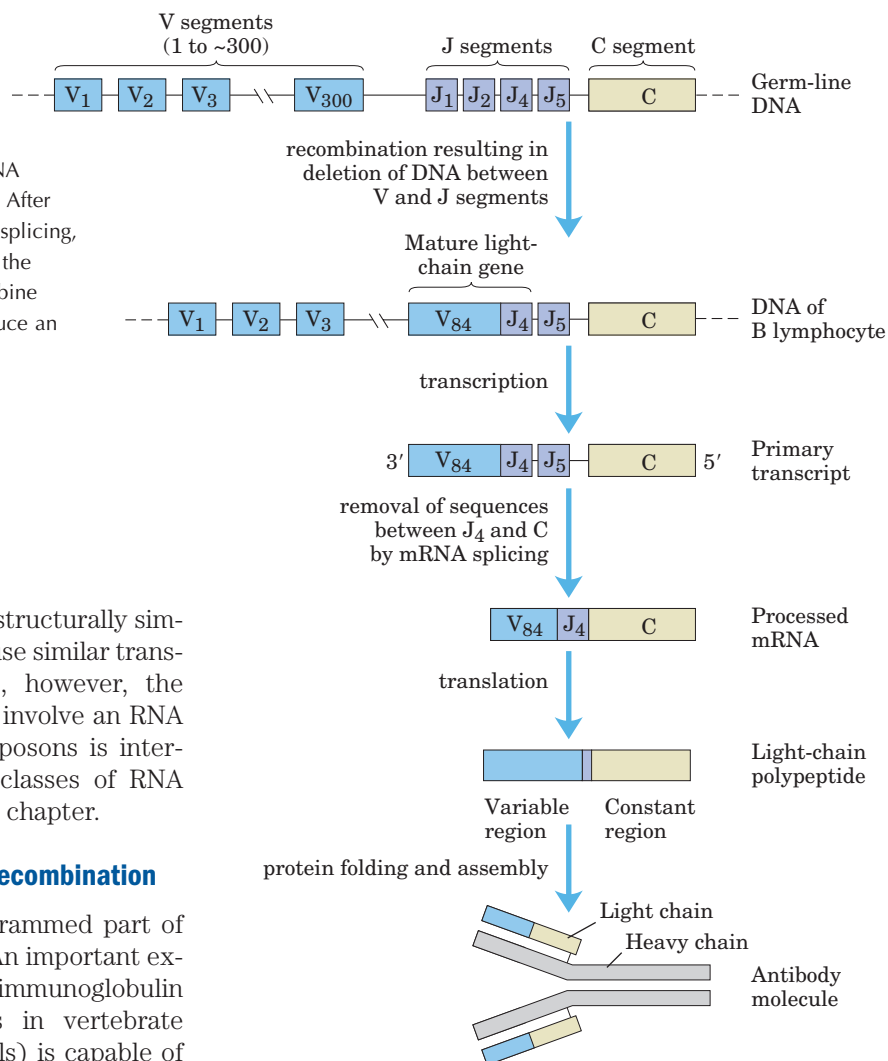 V segments
(1 to ~300)
J segments
C segment
V₁ V₂ V₃ V₃₀₀ J₁ J₂ J₄ J₅ C
Germ-line
DNA
recombination resulting in
deletion of DNA between
V and J segments
NA
After
splicing,
the
bine
uce an
Mature light-
chain gene
V₁ V₂ V₃ V₈₄ J₄ J₅ C
DNA of
B lymphocyte
transcription
3′ V₈₄ J₄ J₅ C 5′
Primary
transcript
removal of sequences
between J₄ and C
by mRNA splicing
V₈₄ J₄ C
Processed
mRNA
translation
Light-chain
polypeptide
Variable
region
Constant
region
protein folding and assembly
Light chain
Heavy chain
Antibody
molecule
structurally sim-
se similar trans-
, however, the
involve an RNA
posons is inter-
classes of RNA
chapter.
ecombination
rammed part of
An important ex-
immunoglobulin
s in vertebrate
ls) is capable of